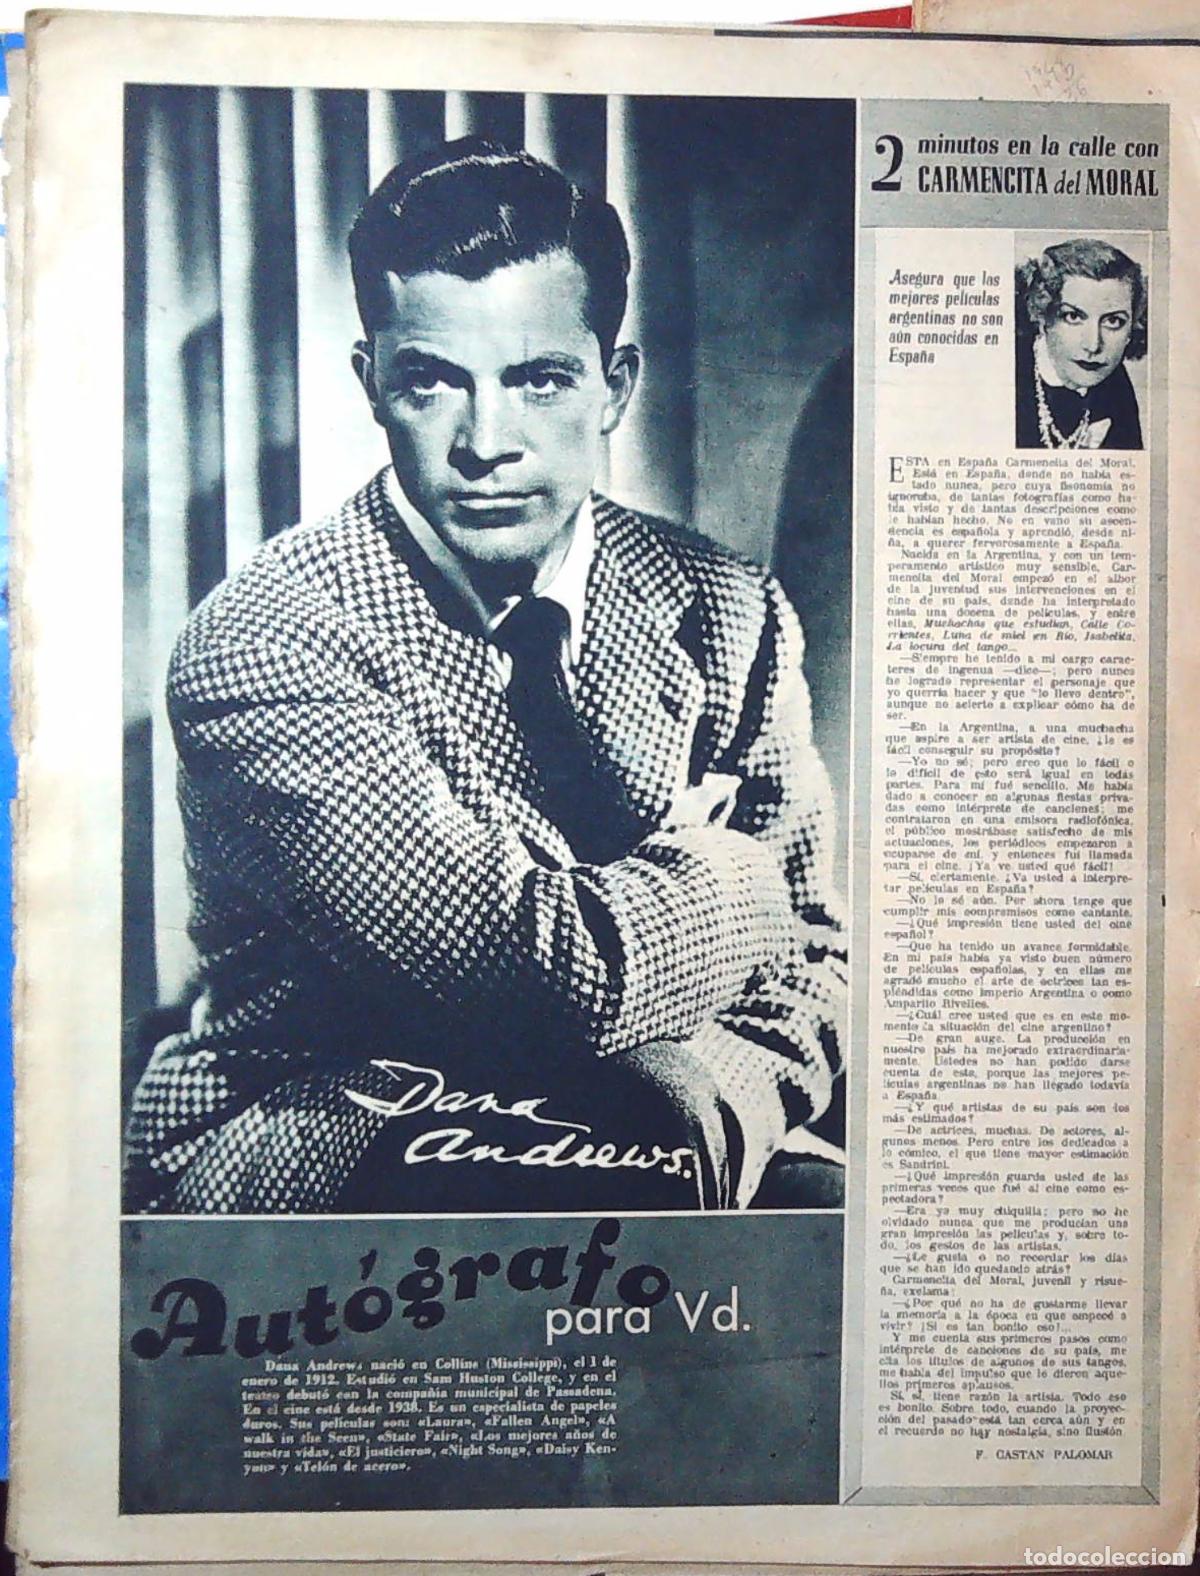 2 minutos en la calle con
CARMENCITA del MORAL
Asegura que las
mejores películas
argentinas no son
aún conocidas en
España
ESTA en España Carmencita del Moral.
Está en España, donde no había es-
tado nunca, pero cuya fisonomía no
ignoraba, de tantas fotografías como ha-
bía visto y de tantas descripciones como
le habían hecho. No en vano su ascen-
dencia es española y aprendió, desde ni-
ña, a querer fervorosamente a España.
Nacida en la Argentina, y con un tem-
peramento artístico muy sensible, Car-
mencita del Moral empezó en el albor
de la juventud sus intervenciones en el
cine de su país, donde ha interpretado
hasta una docena de películas, y entre
ellas, Muchachas que estudian, Calle Co-
rrientes, Luna de miel en Río, Isabelita,
La locura del tango...
—Siempre he tenido a mi cargo carac-
teres de ingenua —dice—; pero nunca
he logrado representar el personaje que
yo querría hacer y que "lo llevo dentro",
aunque no acierte a explicar cómo ha de
ser.
—En la Argentina, a una muchacha
que aspire a ser artista de cine, ¿le es
fácil conseguir su propósito?
—Yo no sé; pero creo que lo fácil o
lo difícil de esto será igual en todas
partes. Para mí fué sencillo. Me había
dado a conocer en algunas fiestas priva-
das como intérprete de canciones; me
contrataron en una emisora radiofónica,
el público mostrábase satisfecho de mis
actuaciones, los periódicos empezaron a
ocuparse de mí, y entonces fuí llamada
para el cine. ¡Ya ve usted qué fácil!
—Sí, ciertamente. ¿Va usted a interpre-
tar películas en España?
—No lo sé aún. Por ahora tengo que
cumplir mis compromisos como cantante.
—¿Qué impresión tiene usted del cine
español?
—Que ha tenido un avance formidable.
En mi país había ya visto buen número
de películas españolas, y en ellas me
agradó mucho el arte de actrices tan es-
pléndidas como Imperio Argentina o como
Amparito Rivelles.
—¿Cuál cree usted que es en este mo-
mento la situación del cine argentino?
—De gran auge. La producción en
nuestro país ha mejorado extraordinaria-
mente. Ustedes no han podido darse
cuenta de esto, porque las mejores pe-
lículas argentinas no han llegado todavía
a España.
—¿Y qué artistas de su país son los
más estimados?
—De actrices, muchas. De actores, al-
gunos menos. Pero entre los dedicados a
lo cómico, el que tiene mayor estimación
es Sandrini.
—¿Qué impresión guarda usted de las
primeras veces que fué al cine como es-
pectadora?
—Era yo muy chiquilla; pero no he
olvidado nunca que me producían una
gran impresión las películas y, sobre to-
do, los gestos de las artistas.
—¿Le gusta o no recordar los días
que se han ido quedando atrás?
Carmencita del Moral, juvenil y risue-
ña, exclama:
—¿Por qué no ha de gustarme llevar
la memoria a la época en que empecé a
vivir? ¡Si es tan bonito eso!...
Y me cuenta sus primeros pasos como
intérprete de canciones de su país, me
cita los títulos de algunos de sus tangos,
me habla del impulso que le dieron aque-
llos primeros aplausos.
Sí, sí, tiene razón la artista. Todo eso
es bonito. Sobre todo, cuando la proyec-
ción del pasado está tan cerca aún y en
el recuerdo no hay nostalgia, sino ilusión
F. CASTAN PALOMAR
Dana
Andrews.
Autógrafo
para Vd.
Dana Andrews nació en Collins (Mississippi), el 1 de
enero de 1912. Estudió en Sam Huston College, y en el
teatro debutó con la compañía municipal de Passadena.
En el cine está desde 1938. Es un especialista de papeles
duros. Sus películas son: «Laura», «Fallen Angel», «A
walk in the Seen», «State Fair», «Los mejores años de
nuestra vida», «El justiciero», «Night Song», «Daisy Ken-
yon» y «Telón de acero».
todocoleccion